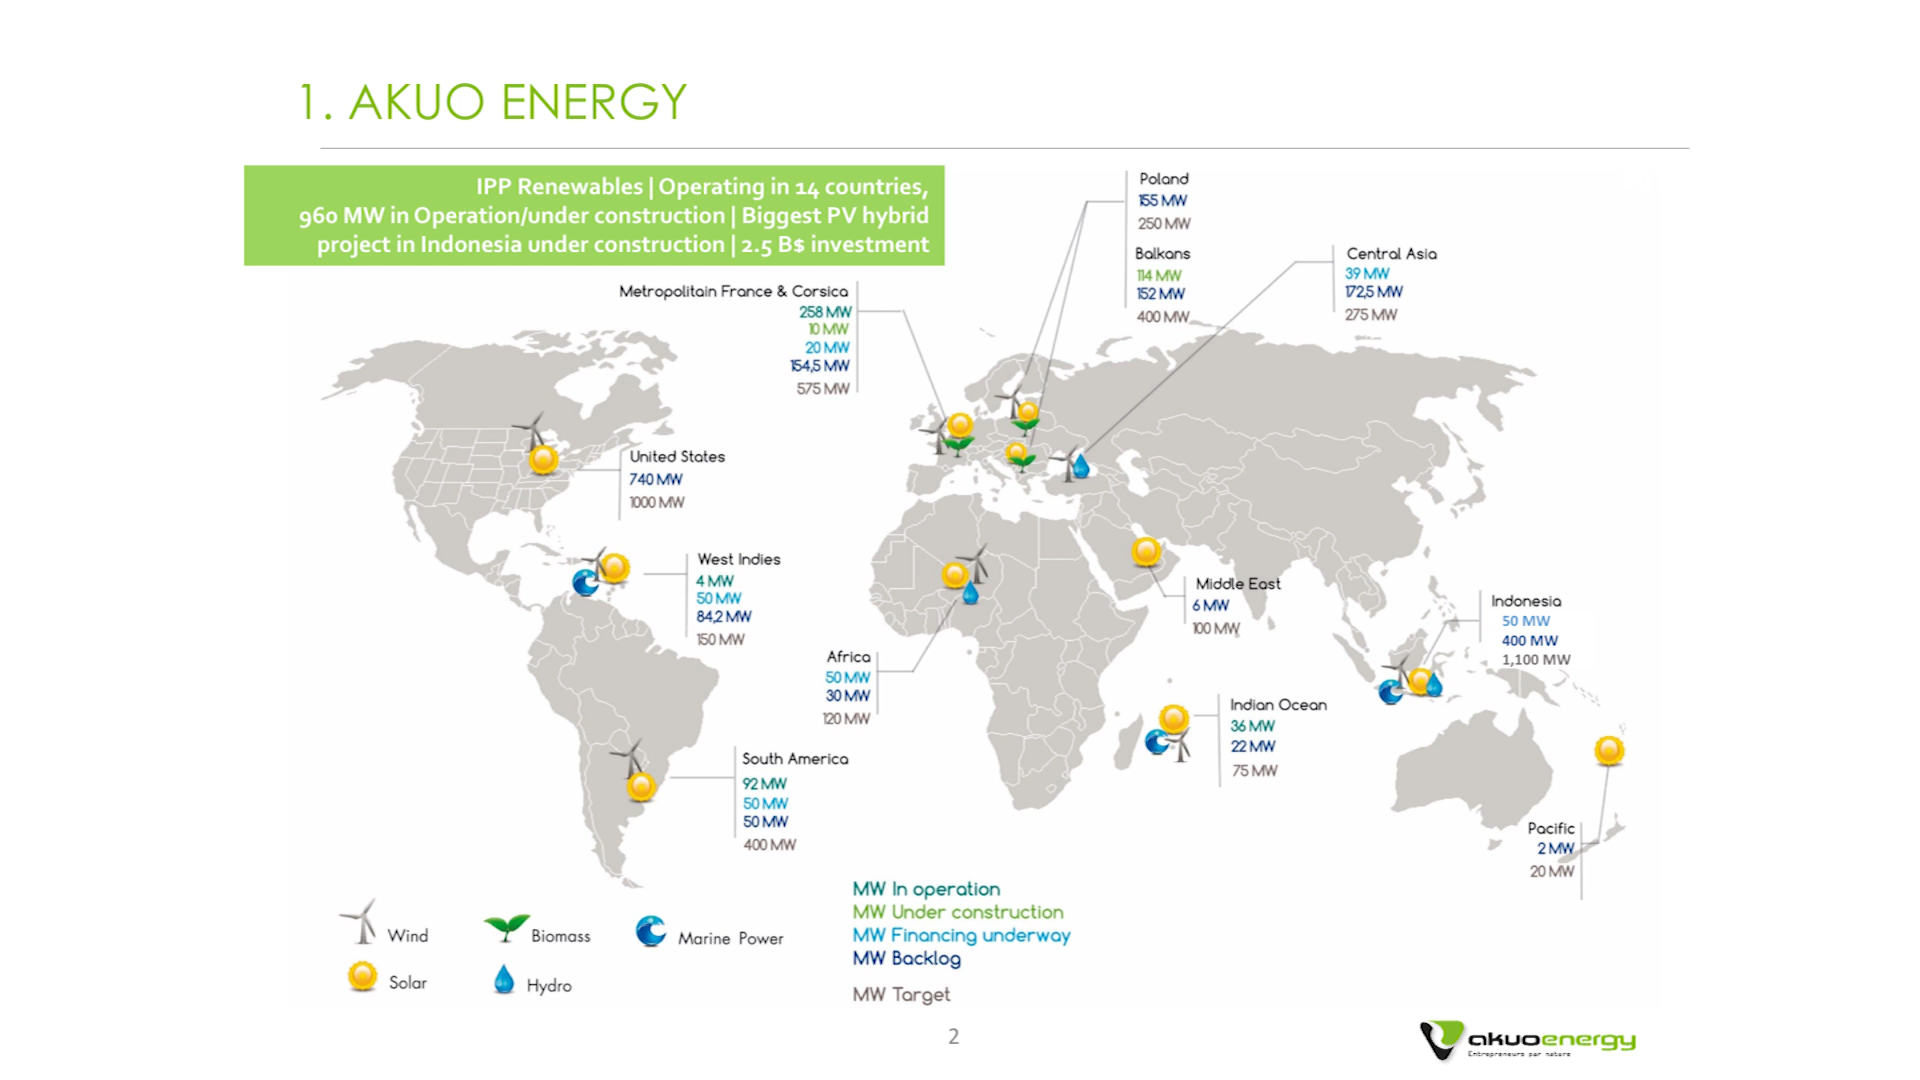 1. AKUO ENERGY
IPP Renewables | Operating in 14 countries,
960 MW in Operation/under construction | Biggest PV hybrid
project in Indonesia under construction | 2.5 B$ investment
Poland
155 MW
250 MW
Balkans
114 MW
152 MW
400 MW
Central Asia
39 MW
172,5 MW
275 MW
Metropolitain France & Corsica
258 MW
10 MW
20 MW
154,5 MW
575 MW
United States
740 MW
1000 MW
West Indies
4 MW
50 MW
84,2 MW
150 MW
Middle East
6 MW
100 MW
Indonesia
50 MW
400 MW
1,100 MW
Africa
50 MW
30 MW
120 MW
Indian Ocean
36 MW
22 MW
75 MW
South America
92 MW
50 MW
50 MW
400 MW
Pacific
2 MW
20 MW
Wind
Biomass
Marine Power
Solar
Hydro
MW In operation
MW Under construction
MW Financing underway
MW Backlog
MW Target
2
akuoenergy
Entrepreneurs par nature